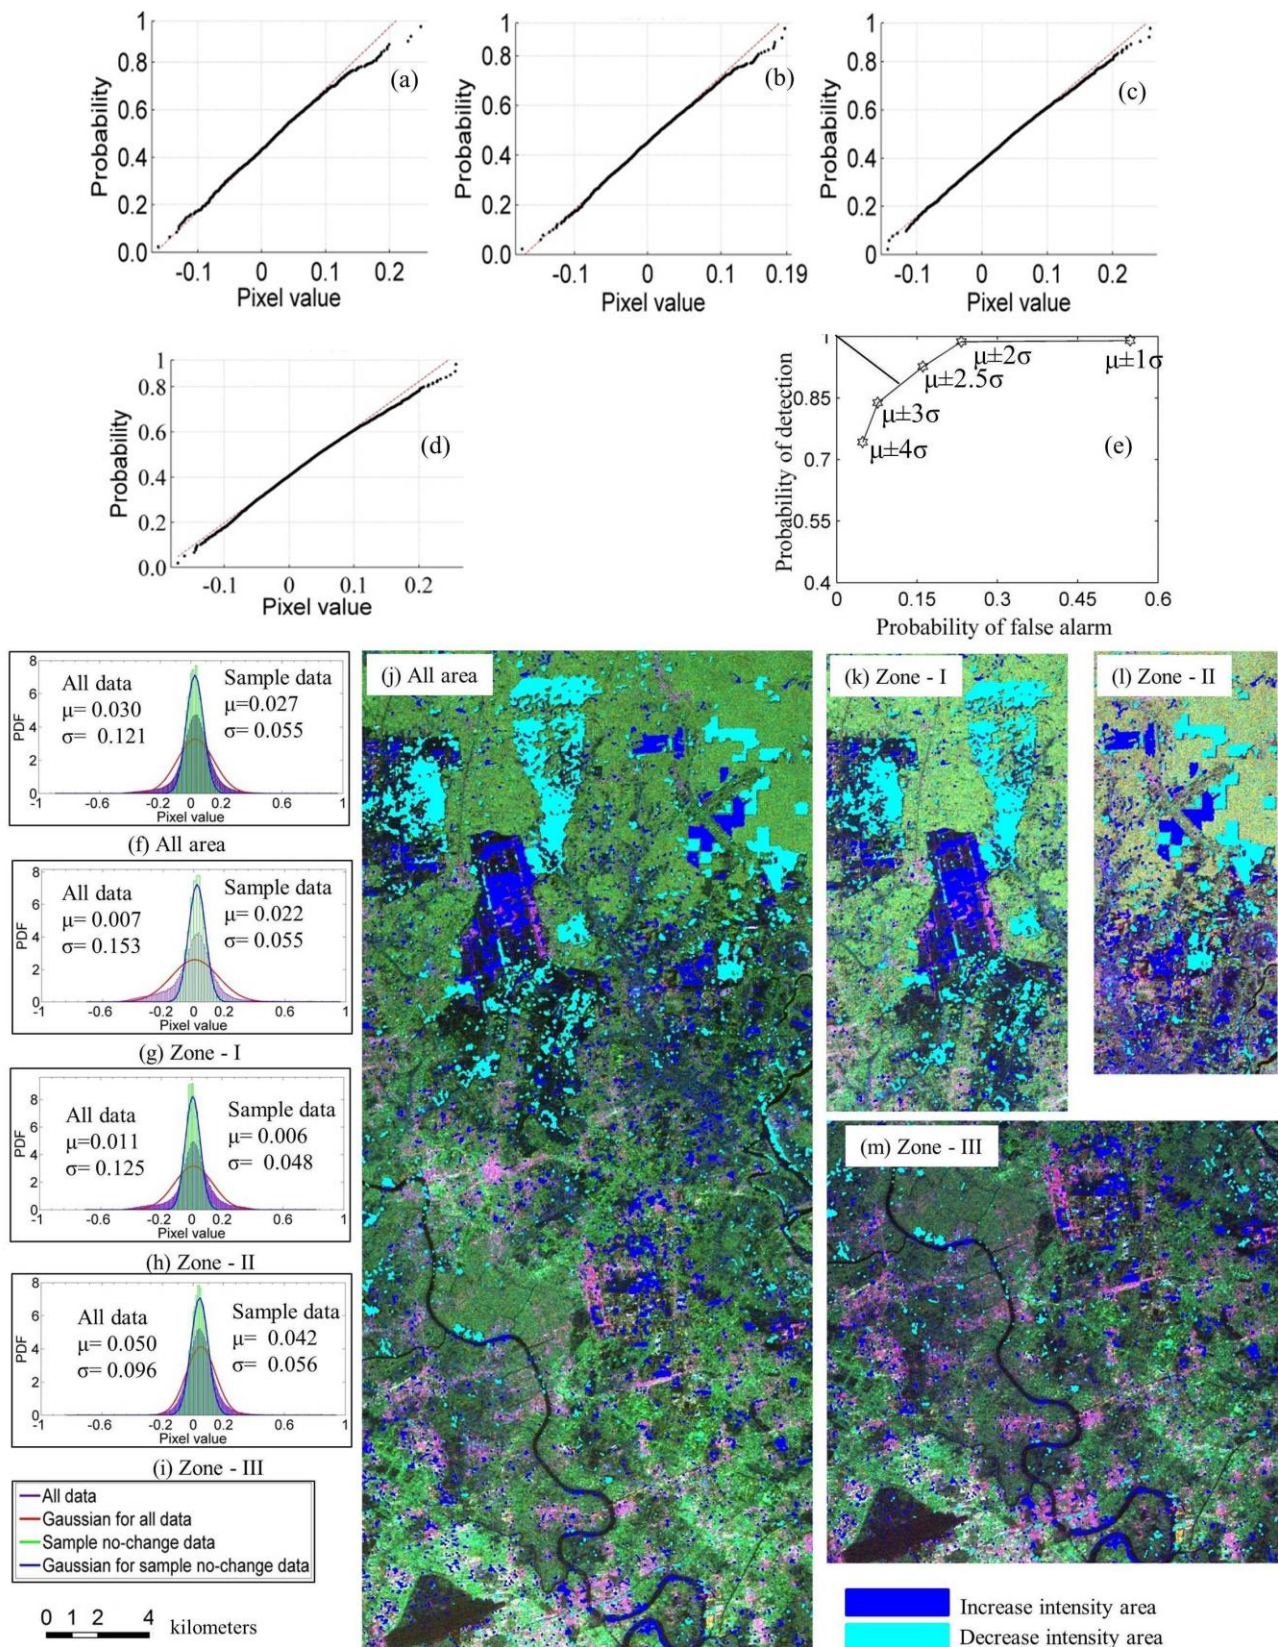 1
0.8
0.6
0.4
0.2
0.0
Probability
-0.1
0
0.1
0.2
Pixel value
(a)
1
0.8
0.6
0.4
0.2
0.0
Probability
-0.1
0
0.1
0.19
Pixel value
(b)
1
0.8
0.6
0.4
0.2
0.0
Probability
-0.1
0
0.1
0.2
Pixel value
(c)
1
0.8
0.6
0.4
0.2
0.0
Probability
-0.1
0
0.1
0.2
Pixel value
(d)
1
0.85
0.7
0.55
0.4
Probability of detection
μ±2σ
μ±1σ
μ±2.5σ
μ±3σ
μ±4σ
(e)
0
0.15
0.3
0.45
0.6
Probability of false alarm
8
6
4
2
0
PDF
All data
μ= 0.030
σ= 0.121
Sample data
μ=0.027
σ= 0.055
-1
-0.6
-0.2
0
0.2
0.6
1
Pixel value
(f) All area
8
6
4
2
0
PDF
All data
μ= 0.007
σ= 0.153
Sample data
μ= 0.022
σ= 0.055
-1
-0.6
-0.2
0
0.2
0.6
1
Pixel value
(g) Zone - I
8
6
4
2
0
PDF
All data
μ=0.011
σ= 0.125
Sample data
μ= 0.006
σ= 0.048
-1
-0.6
-0.2
0
0.2
0.6
1
Pixel value
(h) Zone - II
8
6
4
2
0
PDF
All data
μ= 0.050
σ= 0.096
Sample data
μ= 0.042
σ= 0.056
-1
-0.6
-0.2
0
0.2
0.6
1
Pixel value
(i) Zone - III
All data
Gaussian for all data
Sample no-change data
Gaussian for sample no-change data
0 1 2 4
kilometers
(j) All area
(k) Zone - I
(l) Zone - II
(m) Zone - III
Increase intensity area
Decrease intensity area